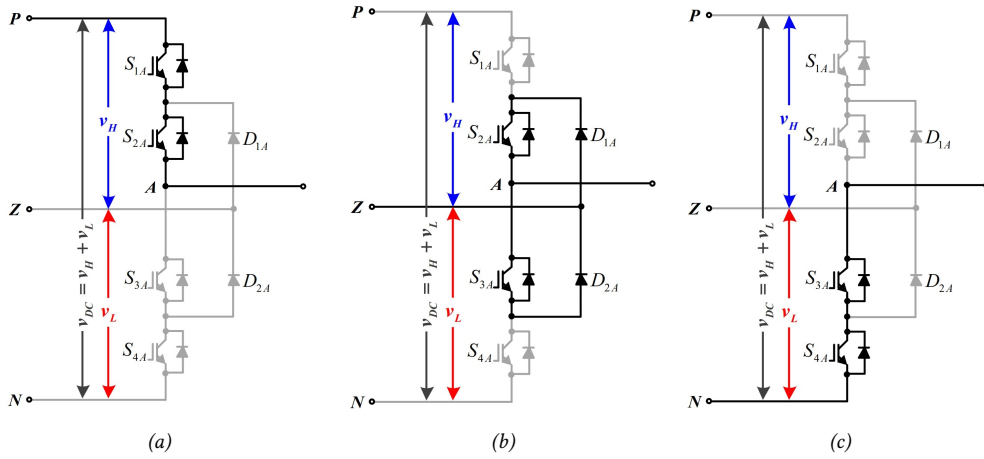 P
S1A
vH
S2A
D1A
A
Z
vDC = vH + vL
S3A
vL
D2A
S4A
N
(a)
P
S1A
vH
S2A
D1A
A
Z
vDC = vH + vL
S3A
vL
D2A
S4A
N
(b)
P
S1A
vH
S2A
D1A
A
Z
vDC = vH + vL
S3A
vL
D2A
S4A
N
(c)